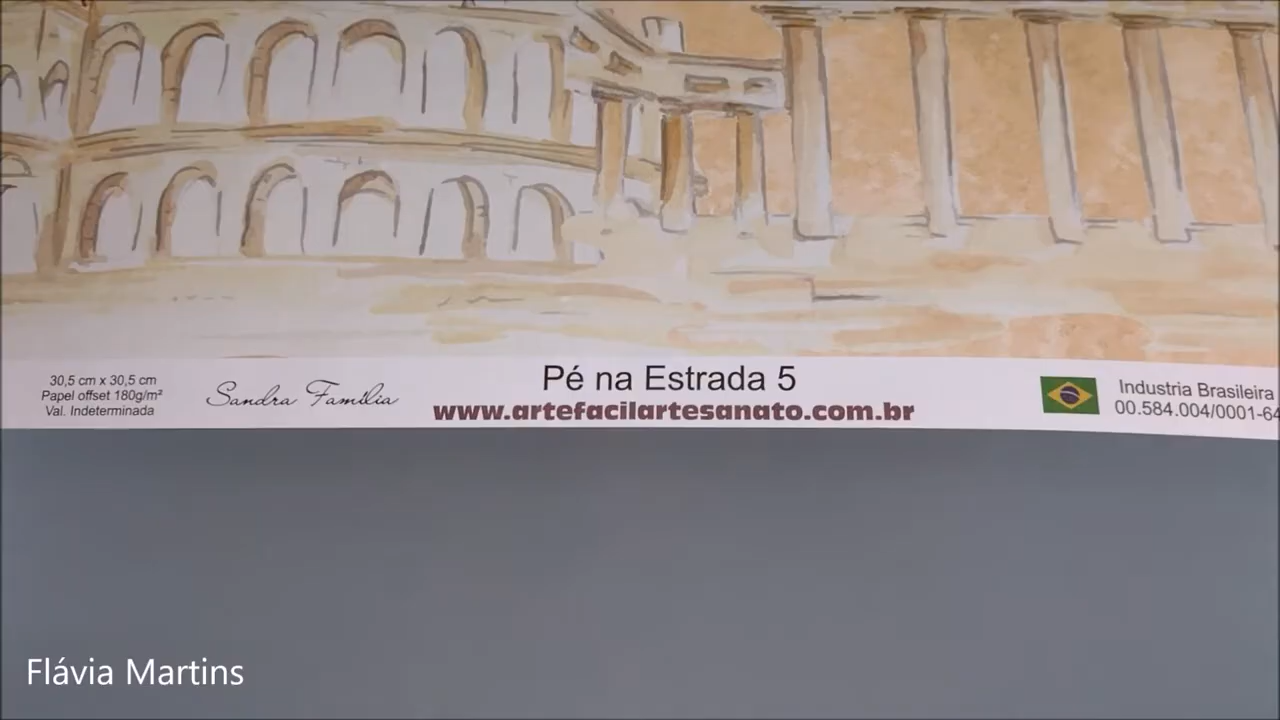 30,5 cm x 30,5 cm
Papel offset 180g/m²
Val. Indeterminada
Sandra Família
Pé na Estrada 5
www.artefacilartesanato.com.br
Industria Brasileira
00.584.004/0001-64
Flávia Martins